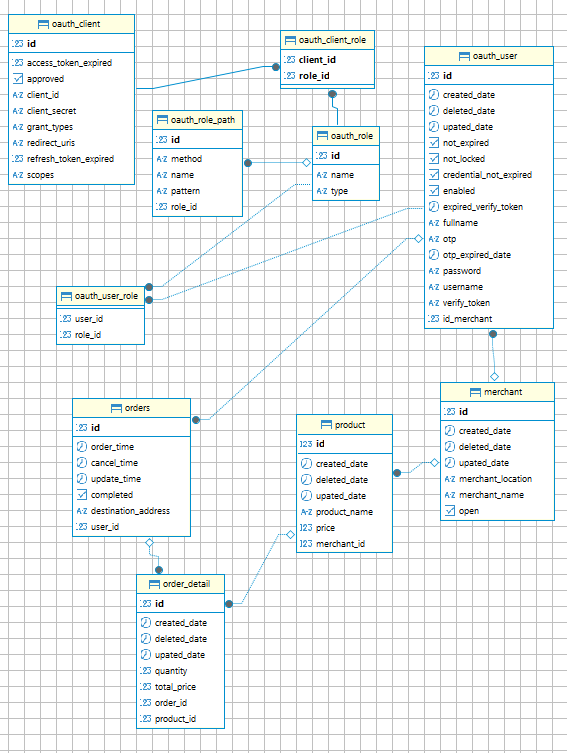 oauth_client
123 id
123 access_token_expired
approved
A-Z client_id
A-Z client_secret
A-Z grant_types
A-Z redirect_uris
123 refresh_token_expired
A-Z scopes
oauth_client_role
123 client_id
123 role_id
oauth_user
123 id
created_date
deleted_date
upated_date
not_expired
not_locked
credential_not_expired
enabled
expired_verify_token
A-Z fullname
A-Z otp
otp_expired_date
A-Z password
A-Z username
A-Z verify_token
123 id_merchant
oauth_role_path
123 id
A-Z method
A-Z name
A-Z pattern
123 role_id
oauth_role
123 id
A-Z name
A-Z type
oauth_user_role
123 user_id
123 role_id
orders
123 id
order_time
cancel_time
update_time
completed
A-Z destination_address
123 user_id
product
123 id
created_date
deleted_date
upated_date
A-Z product_name
123 price
123 merchant_id
merchant
123 id
created_date
deleted_date
upated_date
A-Z merchant_location
A-Z merchant_name
open
order_detail
123 id
created_date
deleted_date
upated_date
123 quantity
123 total_price
123 order_id
123 product_id